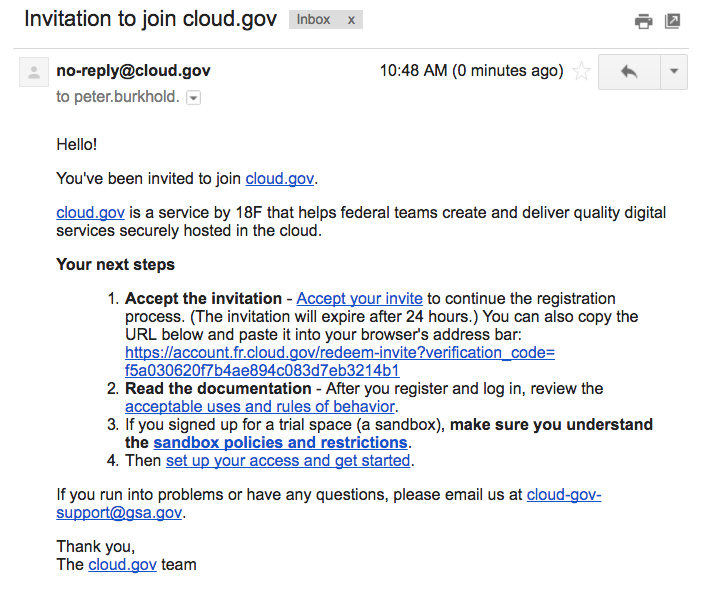 Invitation to join cloud.gov Inbox x
no-reply@cloud.gov 10:48 AM (0 minutes ago)
to peter.burkhold.
Hello!
You've been invited to join cloud.gov.
cloud.gov is a service by 18F that helps federal teams create and deliver quality digital
services securely hosted in the cloud.
Your next steps
1. Accept the invitation - Accept your invite to continue the registration
process. (The invitation will expire after 24 hours.) You can also copy the
URL below and paste it into your browser's address bar:
https://account.fr.cloud.gov/redeem-invite?verification_code=
f5a030620f7b4ae894c083d7eb3214b1
2. Read the documentation - After you register and log in, review the
acceptable uses and rules of behavior.
3. If you signed up for a trial space (a sandbox), make sure you understand
the sandbox policies and restrictions.
4. Then set up your access and get started.
If you run into problems or have any questions, please email us at cloud-gov-
support@gsa.gov.
Thank you,
The cloud.gov team